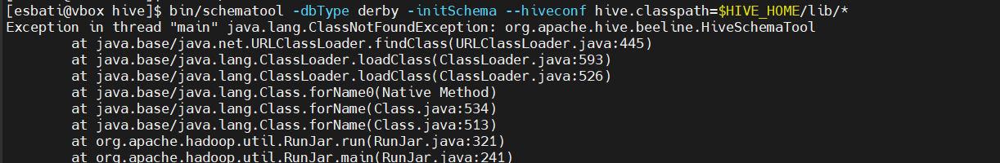 [esbati@vbox hive]$ bin/schematool -dbType derby -initSchema --hiveconf hive.classpath=$HIVE_HOME/lib/*
Exception in thread "main" java.lang.ClassNotFoundException: org.apache.hive.beeline.HiveSchemaTool
        at java.base/java.net.URLClassLoader.findClass(URLClassLoader.java:445)
        at java.base/java.lang.ClassLoader.loadClass(ClassLoader.java:593)
        at java.base/java.lang.ClassLoader.loadClass(ClassLoader.java:526)
        at java.base/java.lang.Class.forName0(Native Method)
        at java.base/java.lang.Class.forName(Class.java:534)
        at java.base/java.lang.Class.forName(Class.java:513)
        at org.apache.hadoop.util.RunJar.run(RunJar.java:321)
        at org.apache.hadoop.util.RunJar.main(RunJar.java:241)